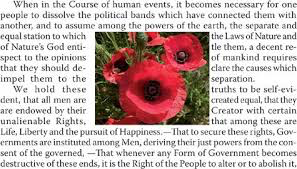 When in the Course of human events, it becomes necessary for one
people to dissolve the political bands which have connected them with
another, and to assume among the powers of the earth, the separate and
equal station to which the Laws of Nature and
of Nature's God enti- tle them, a decent re-
spect to the opinions of mankind requires
that they should de- clare the causes which
impel them to the separation.
We hold these truths to be self-evi-
dent, that all men are created equal, that they
are endowed by their Creator with certain
unalienable Rights, that among these are
Life, Liberty and the pursuit of Happiness.—That to secure these rights, Gov-
ernments are instituted among Men, deriving their just powers from the con-
sent of the governed, —That whenever any Form of Government becomes
destructive of these ends, it is the Right of the People to alter or to abolish it,